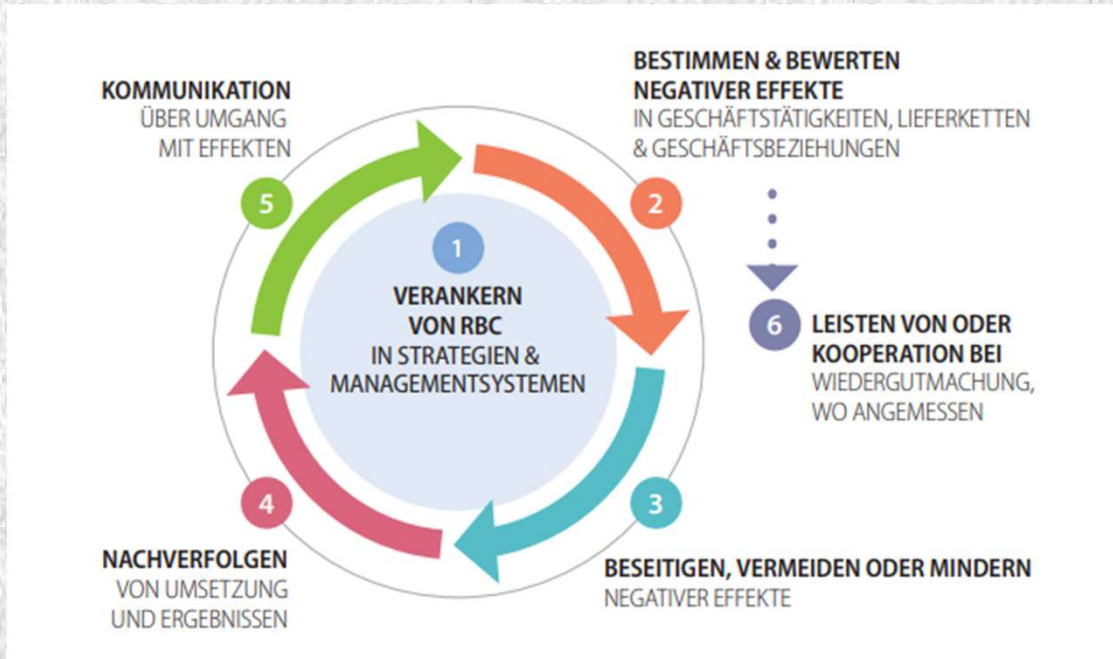 1
VERANKERN
VON RBC
IN STRATEGIEN &
MANAGEMENTSYSTEMEN
BESTIMMEN & BEWERTEN
NEGATIVER EFFEKTE
IN GESCHÄFTSTÄTIGKEITEN, LIEFERKETTEN
& GESCHÄFTSBEZIEHUNGEN
2
3
BESEITIGEN, VERMEIDEN ODER MINDERN
NEGATIVER EFFEKTE
4
NACHVERFOLGEN
VON UMSETZUNG
UND ERGEBNISSEN
KOMMUNIKATION
ÜBER UMGANG
MIT EFFEKTEN
5
6
LEISTEN VON ODER
KOOPERATION BEI
WIEDERGUTMACHUNG,
WO ANGEMESSEN